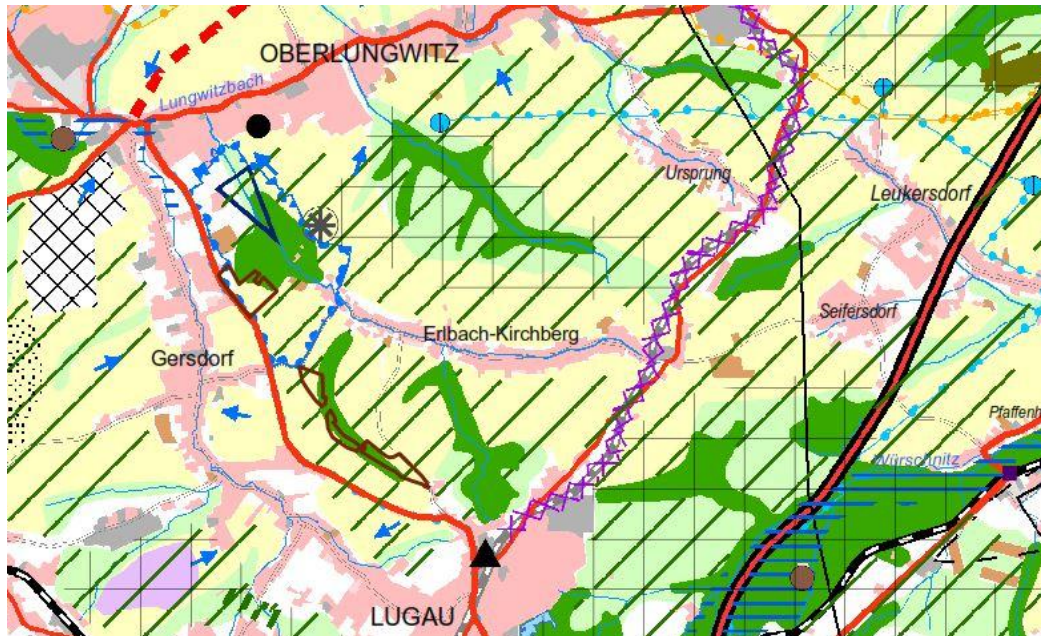 OBERLUNGWITZ
Lungwitzbach
Ursprung
Leukersdorf
Seifersdorf
Erlbach-Kirchberg
Gersdorf
Pfaffenh
Würschnitz
LUGAU